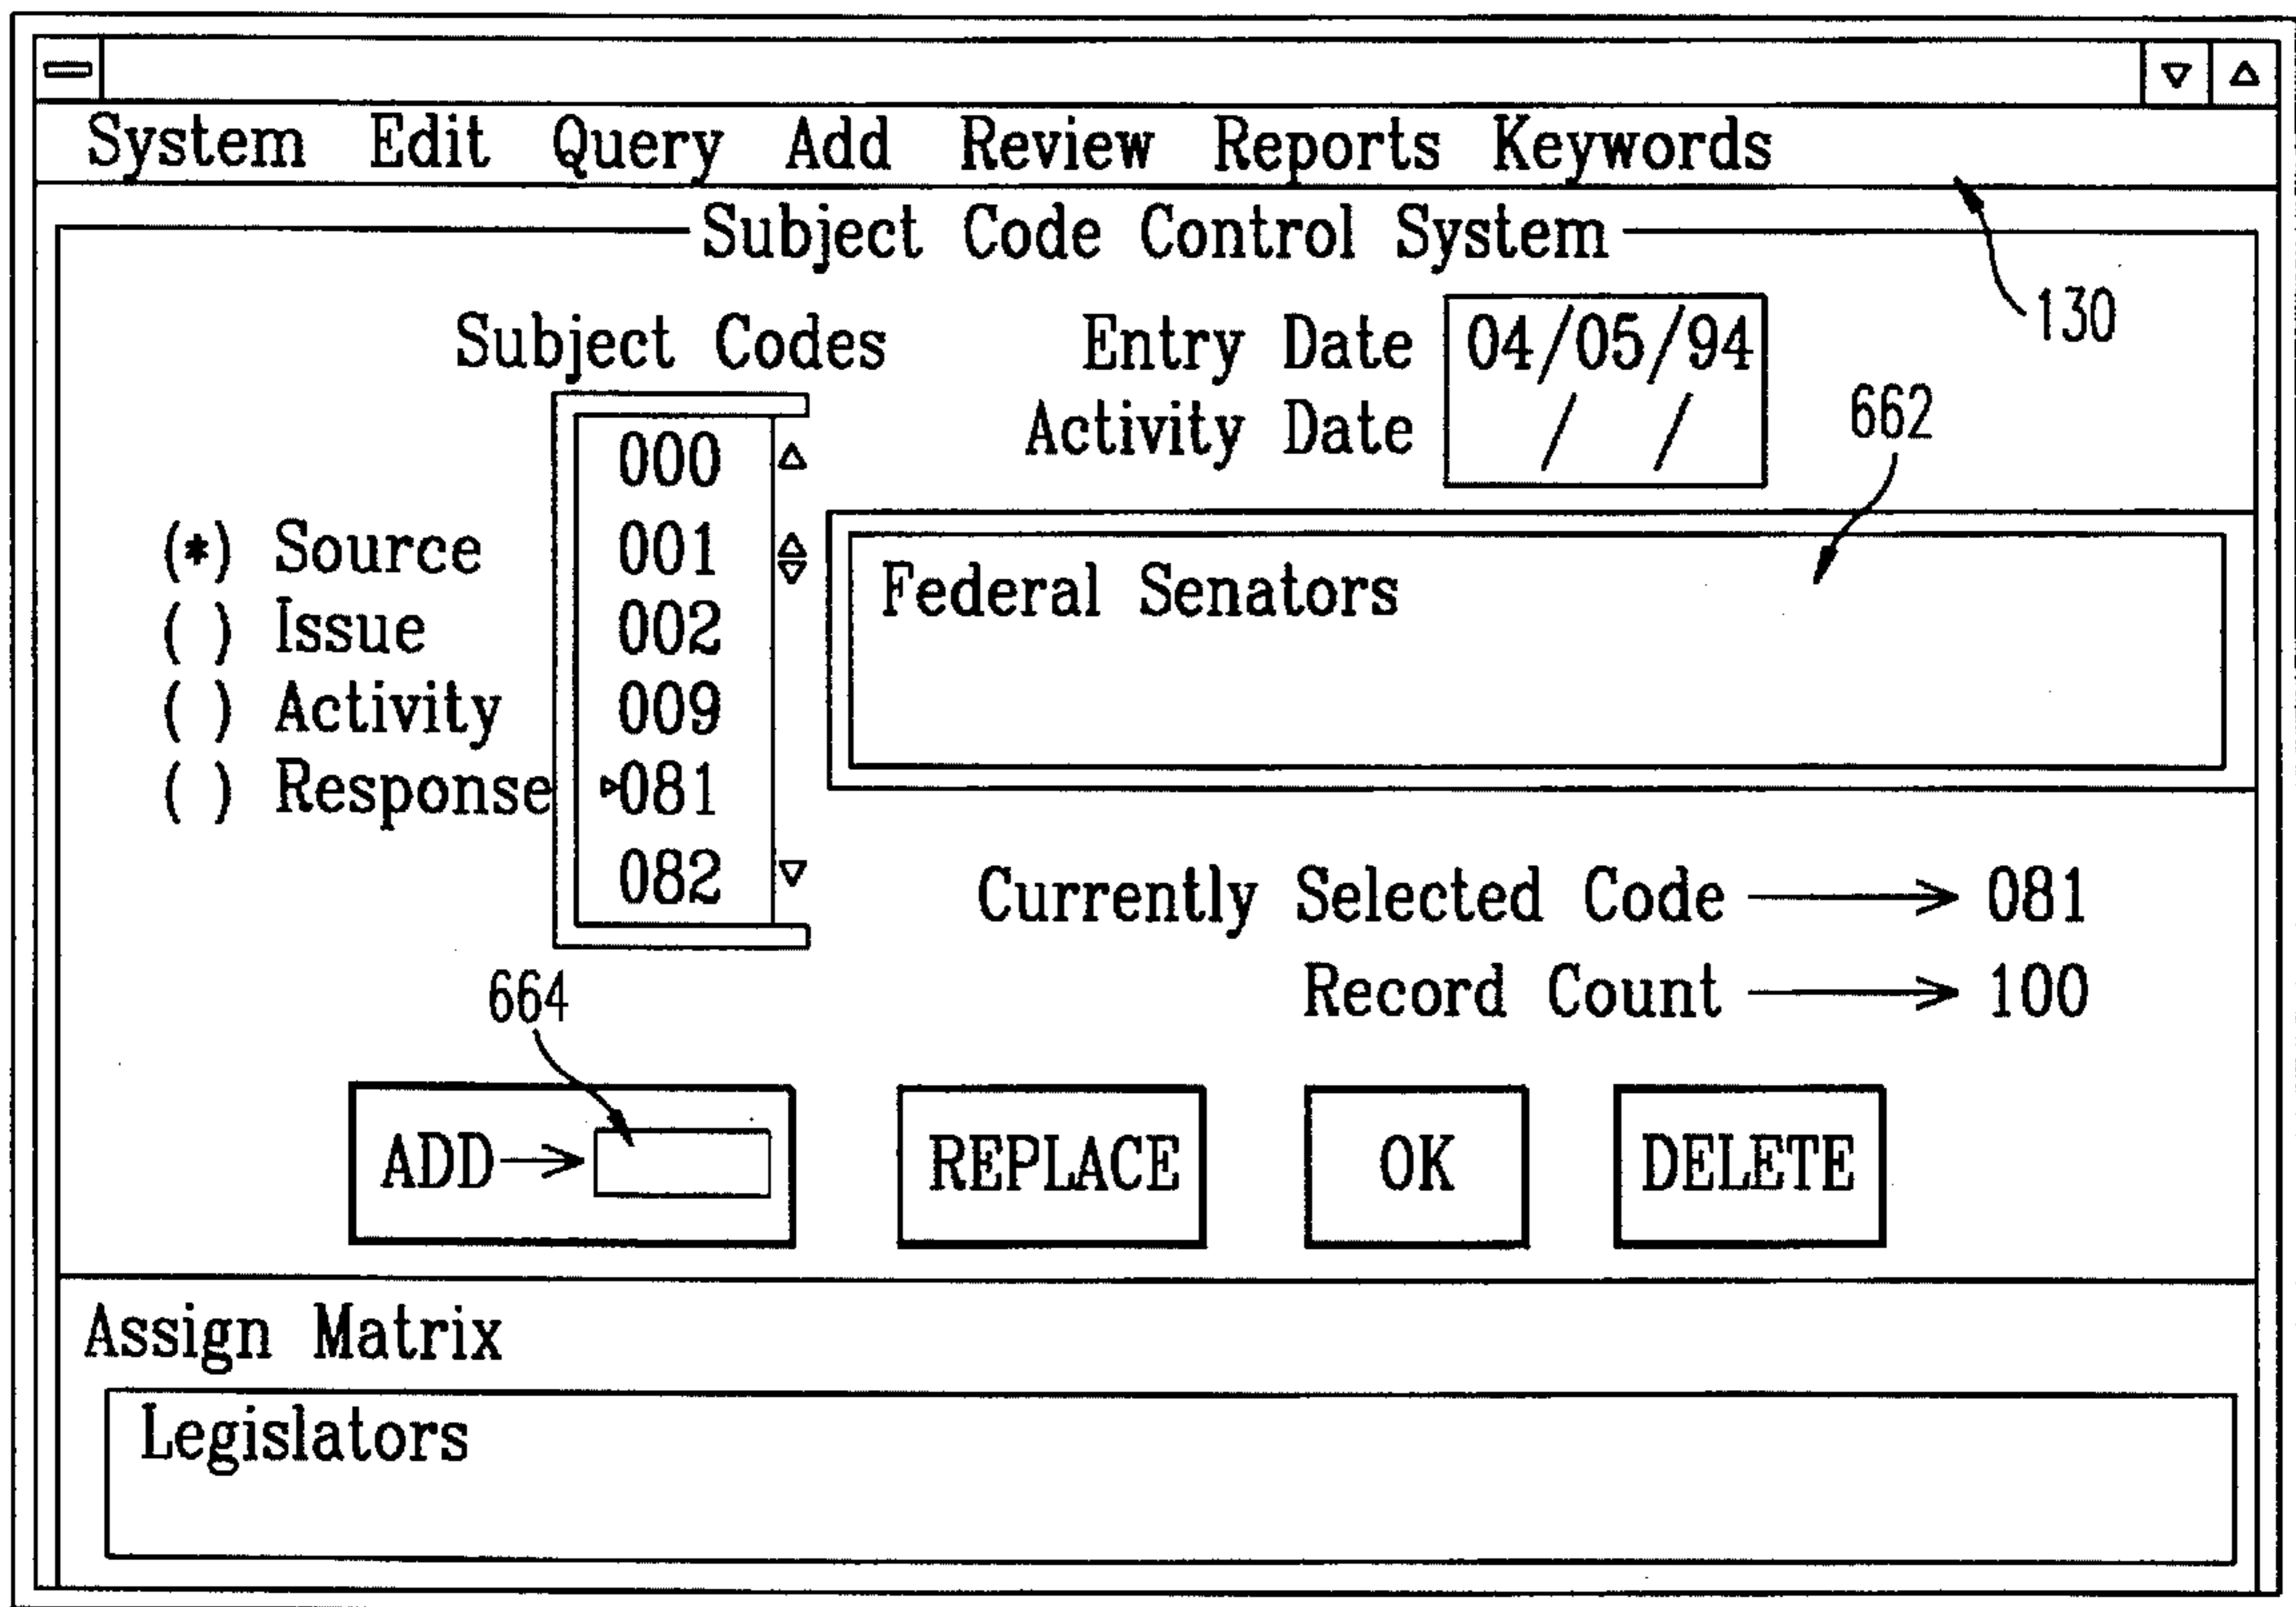 System Edit Query Add Review Reports Keywords
Subject Code Control System
130
Subject Codes
Entry Date 04/05/94
Activity Date / /
662
000
(*) Source 001
( ) Issue 002
( ) Activity 009
( ) Response 081
082
Federal Senators
Currently Selected Code → 081
Record Count → 100
664
ADD→ REPLACE OK DELETE
Assign Matrix
Legislators